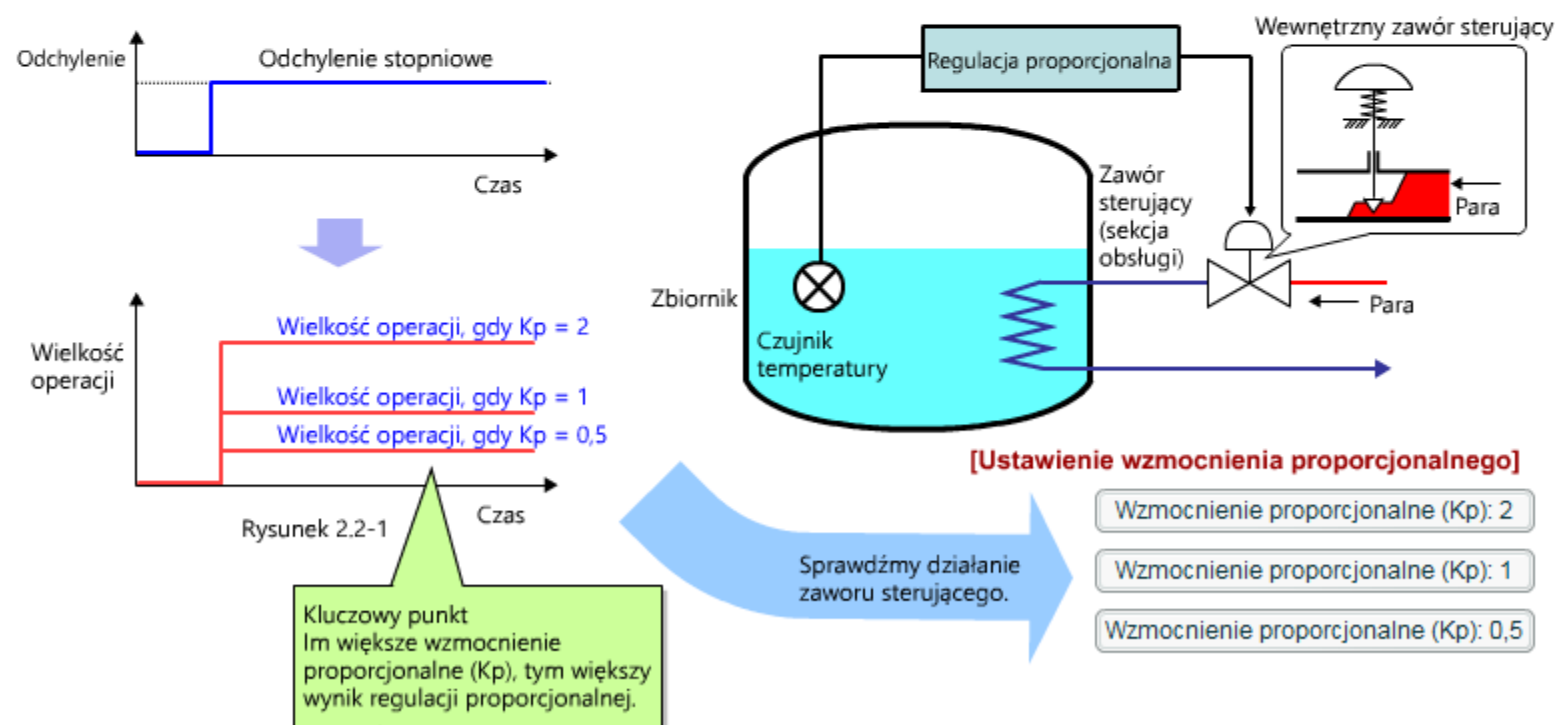 Odchylenie
Odchylenie stopniowe
Czas
Wielkość
operacji
Wielkość operacji, gdy Kp = 2
Wielkość operacji, gdy Kp = 1
Wielkość operacji, gdy Kp = 0,5
Czas
Rysunek 2.2-1
Kluczowy punkt
Im większe wzmocnienie
proporcjonalne (Kp), tym większy
wynik regulacji proporcjonalnej.
Regulacja proporcjonalna
Wewnętrzny zawór sterujący
Para
Zawór
sterujący
(sekcja
obsługi)
Para
Zbiornik
Czujnik
temperatury
Sprawdźmy działanie
zaworu sterującego.
[Ustawienie wzmocnienia proporcjonalnego]
Wzmocnienie proporcjonalne (Kp): 2
Wzmocnienie proporcjonalne (Kp): 1
Wzmocnienie proporcjonalne (Kp): 0,5